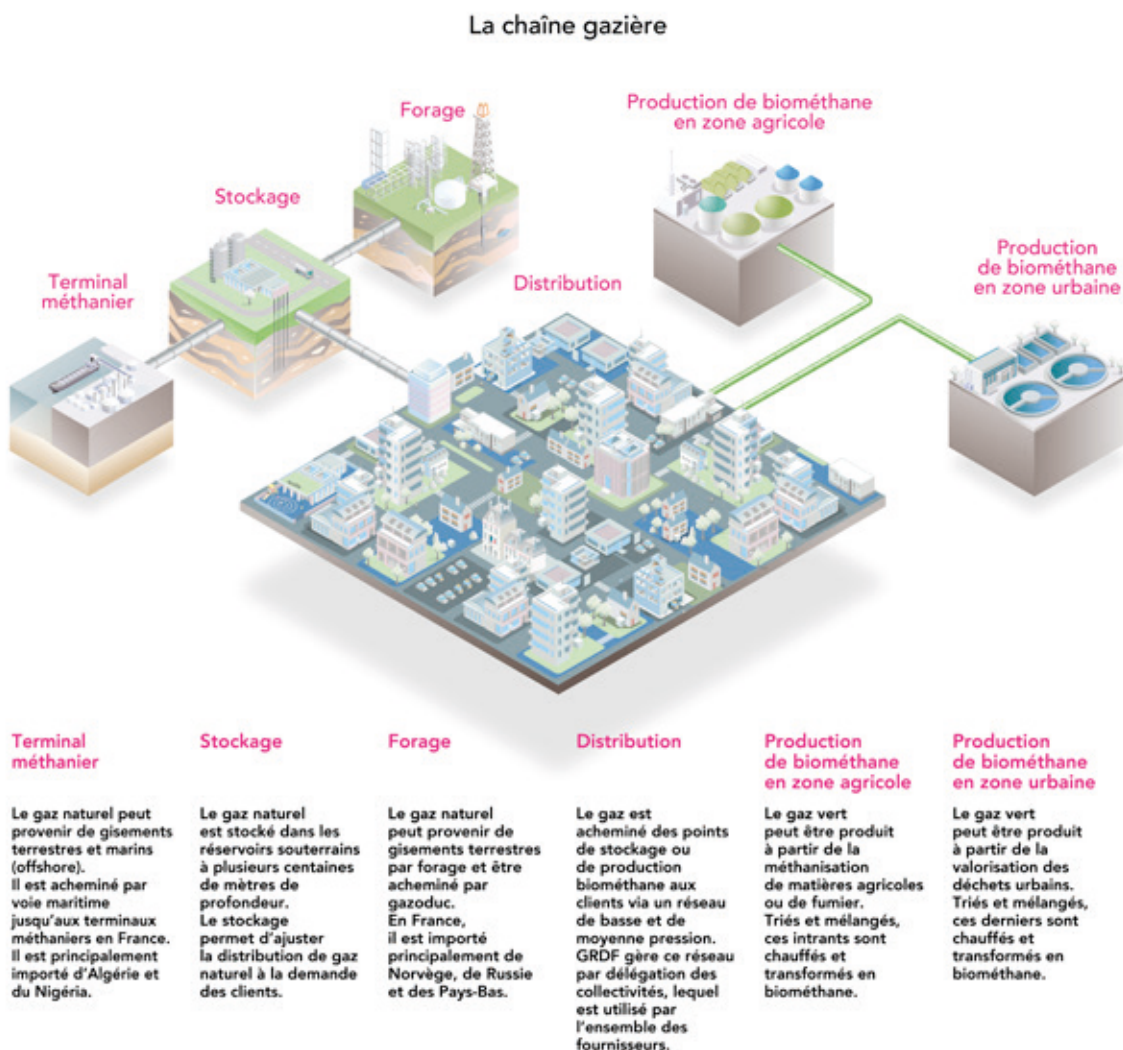 La chaîne gazière
Forage
Production de biométhane
en zone agricole
Stockage
Production
de biométhane
en zone urbaine
Terminal
méthanier
Distribution
Terminal
méthanier
Le gaz naturel peut
provenir de gisements
terrestres et marins
(offshore).
Il est acheminé par
voie maritime
jusqu'aux terminaux
méthaniers en France.
Il est principalement
importé d'Algérie et
du Nigéria.
Stockage
Le gaz naturel
est stocké dans les
réservoirs souterrains
à plusieurs centaines
de mètres de
profondeur.
Le stockage
permet d'ajuster
la distribution de gaz
naturel à la demande
des clients.
Forage
Le gaz naturel
peut provenir de
gisements terrestres
par forage et être
acheminé par
gazoduc.
En France,
il est importé
principalement de
Norvège, de Russie
et des Pays-Bas.
Distribution
Le gaz est
acheminé des points
de stockage ou
de production
biométhane aux
clients via un réseau
de basse et de
moyenne pression.
GRDF gère ce réseau
par délégation des
collectivités, lequel
est utilisé par
l'ensemble des
fournisseurs.
Production
de biométhane
en zone agricole
Le gaz vert
peut être produit
à partir de la
méthanisation
de matières agricoles
ou de fumier.
Triés et mélangés,
ces intrants sont
chauffés et
transformés en
biométhane.
Production
de biométhane
en zone urbaine
Le gaz vert
peut être produit
à partir de la
valorisation des
déchets urbains.
Triés et mélangés,
ces derniers sont
chauffés et
transformés en
biométhane.